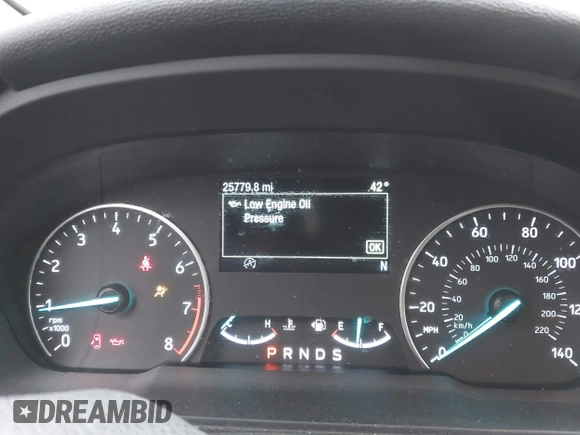 25779.8 mi 42°
Low Engine Oil
Pressure
OK
N
0 1 2 3 4 5 6 7 8
rpm
x1000
C H E F
P R N D S
0 20 40 60 80 100 12 140
20 60 80 100 120 140 160 180 200 220
MPH
km/h
DREAMBID